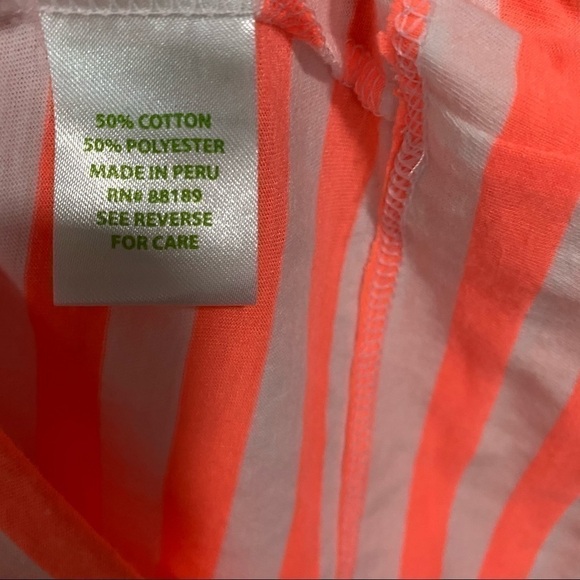 50% COTTON
50% POLYESTER
MADE IN PERU
RN# 88189
SEE REVERSE
FOR CARE